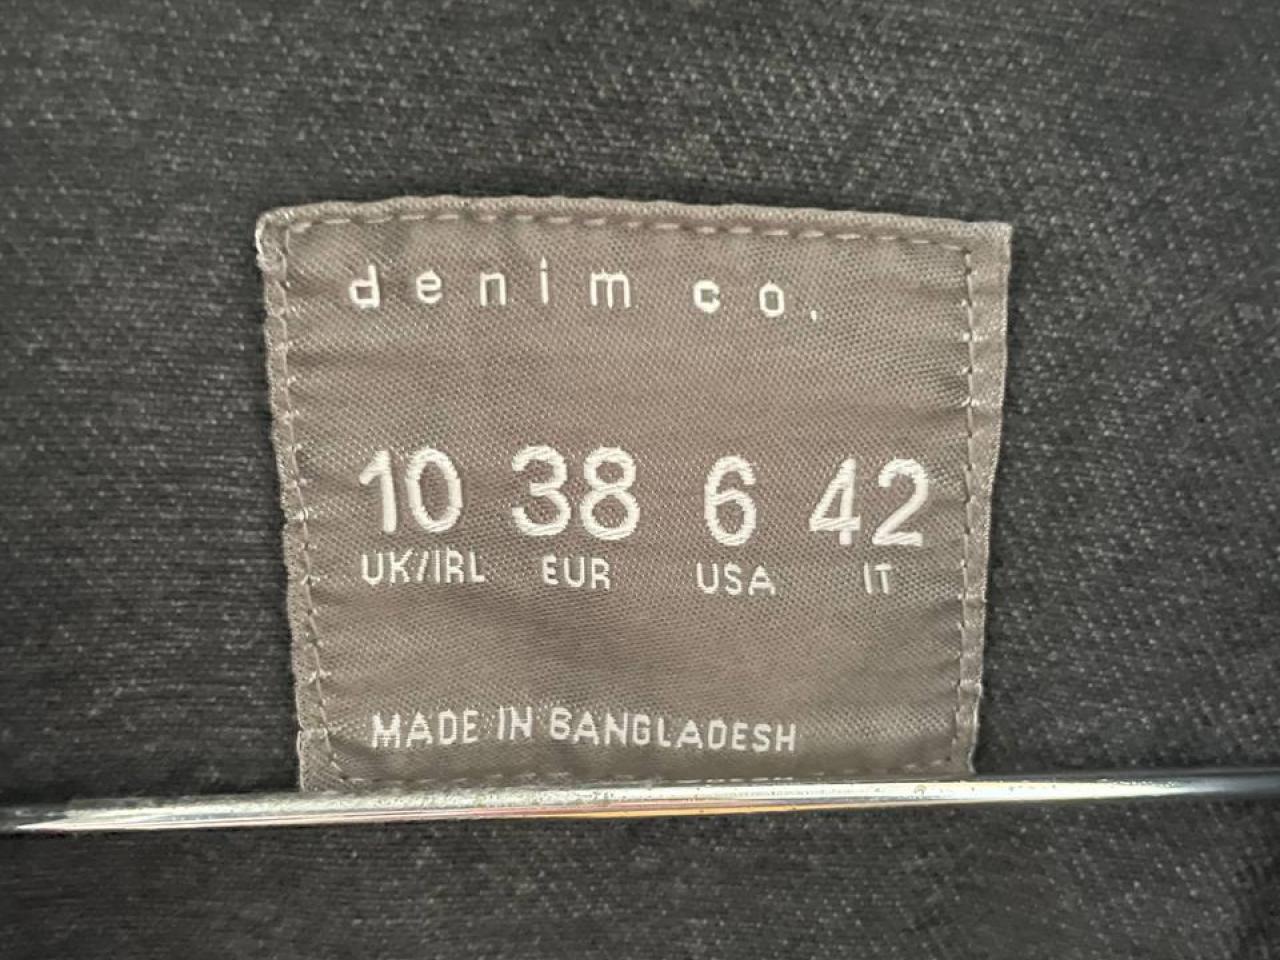 denim co.
10 38 6 42
UK/IRL EUR USA IT
MADE IN BANGLADESH